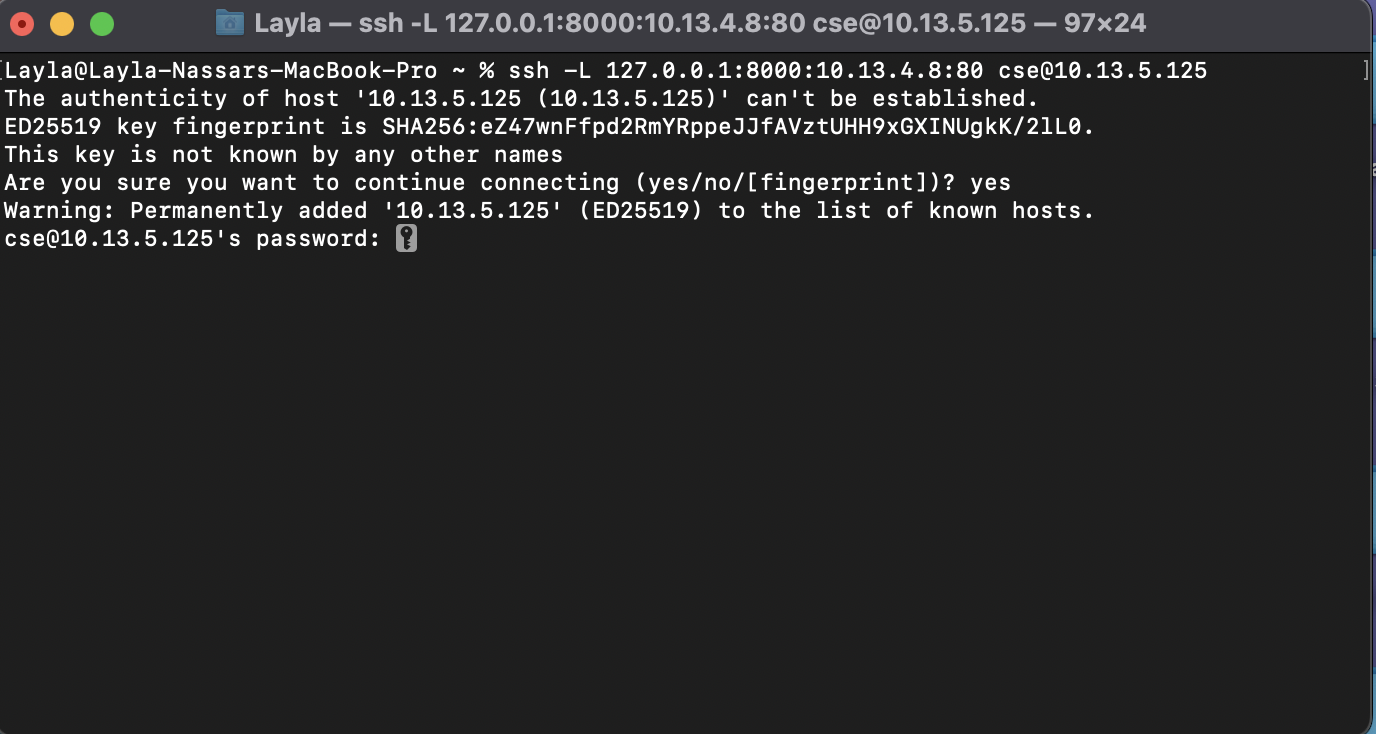 Layla — ssh -L 127.0.0.1:8000:10.13.4.8:80 cse@10.13.5.125 — 97×24
[Layla@Layla-Nassars-MacBook-Pro ~ % ssh -L 127.0.0.1:8000:10.13.4.8:80 cse@10.13.5.125 ]
The authenticity of host '10.13.5.125 (10.13.5.125)' can't be established.
ED25519 key fingerprint is SHA256:eZ47wnFfpd2RmYRppeJJfAVztUHH9xGXINUgkK/2lL0.
This key is not known by any other names
Are you sure you want to continue connecting (yes/no/[fingerprint])? yes
Warning: Permanently added '10.13.5.125' (ED25519) to the list of known hosts.
cse@10.13.5.125's password: